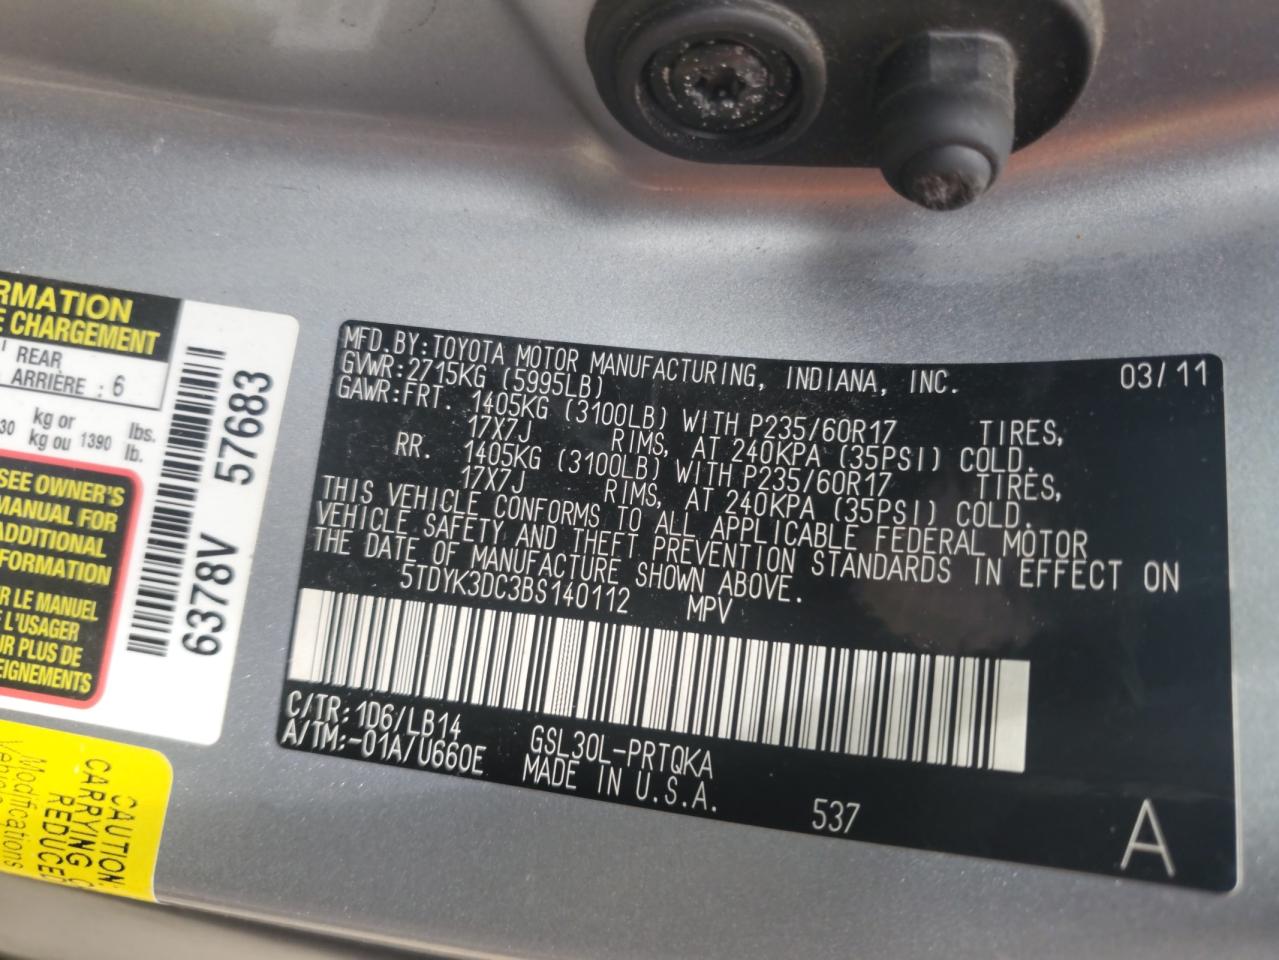 RMATION
E CHARGEMENT
REAR
ARRIÈRE : 6
kg or lbs.
30 kg ou 1390 lb.
SEE OWNER'S
MANUAL FOR
ADDITIONAL
FORMATION
R LE MANUEL
E L'USAGER
UR PLUS DE
EIGNEMENTS
6378V 57683
CAUTION:
CARRYING C
REDUCED
Modifications
MFD.BY:TOYOTA MOTOR MANUFACTURING, INDIANA, INC. 03/11
GVWR:2715KG (5995LB)
GAWR:FRT. 1405KG (3100LB) WITH P235/60R17 TIRES,
17X7J RIMS, AT 240KPA (35PSI) COLD.
RR. 1405KG (3100LB) WITH P235/60R17 TIRES,
17X7J RIMS, AT 240KPA (35PSI) COLD.
THIS VEHICLE CONFORMS TO ALL APPLICABLE FEDERAL MOTOR
VEHICLE SAFETY AND THEFT PREVENTION STANDARDS IN EFFECT ON
THE DATE OF MANUFACTURE SHOWN ABOVE.
5TDYK3DC3BS140112 MPV
C/TR:1D6/LB14 GSL30L-PRTQKA
A/TM:-01A/U660E MADE IN U.S.A.
537 A